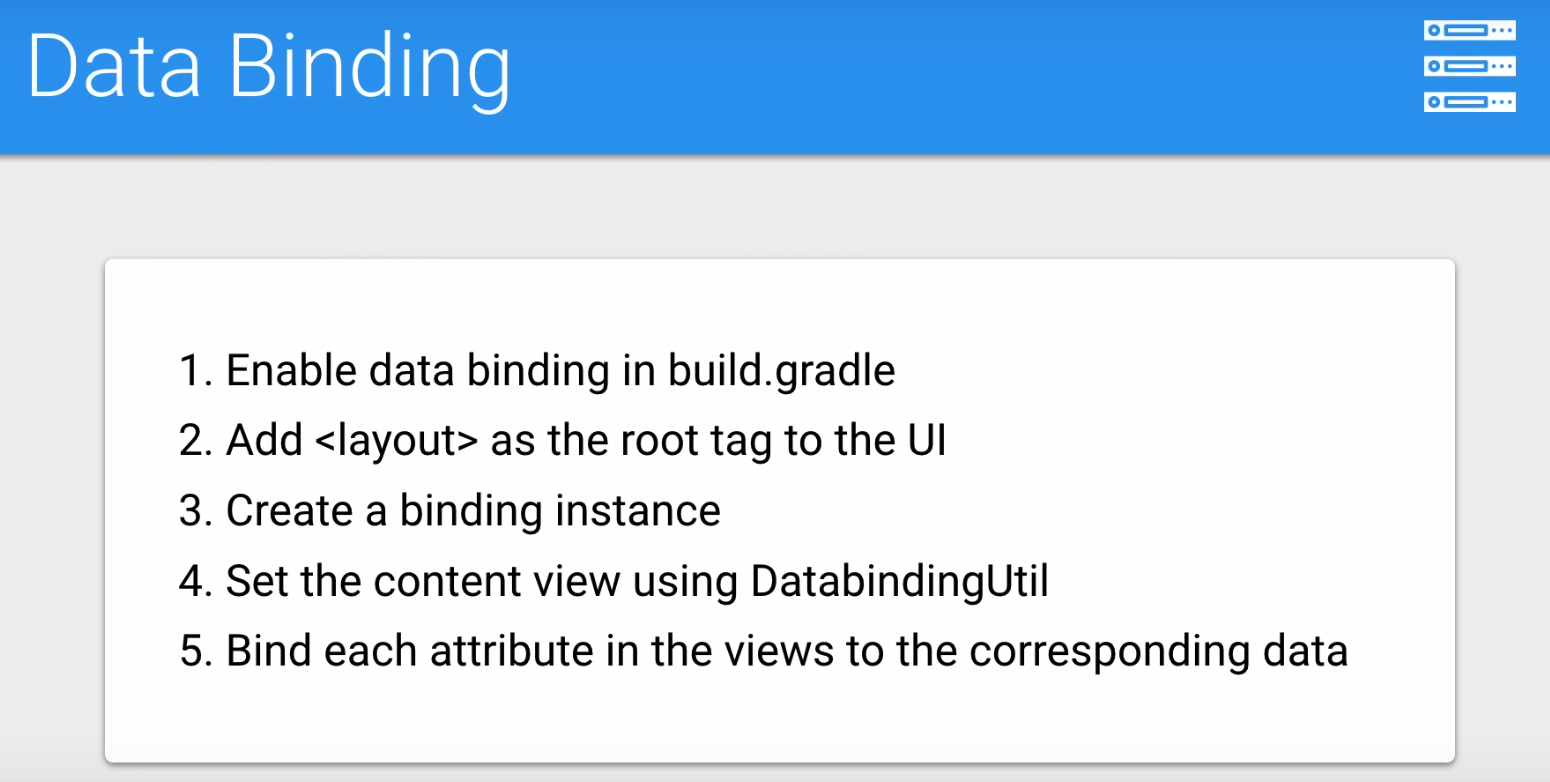 Data Binding
1. Enable data binding in build.gradle
2. Add <layout> as the root tag to the UI
3. Create a binding instance
4. Set the content view using DatabindingUtil
5. Bind each attribute in the views to the corresponding data